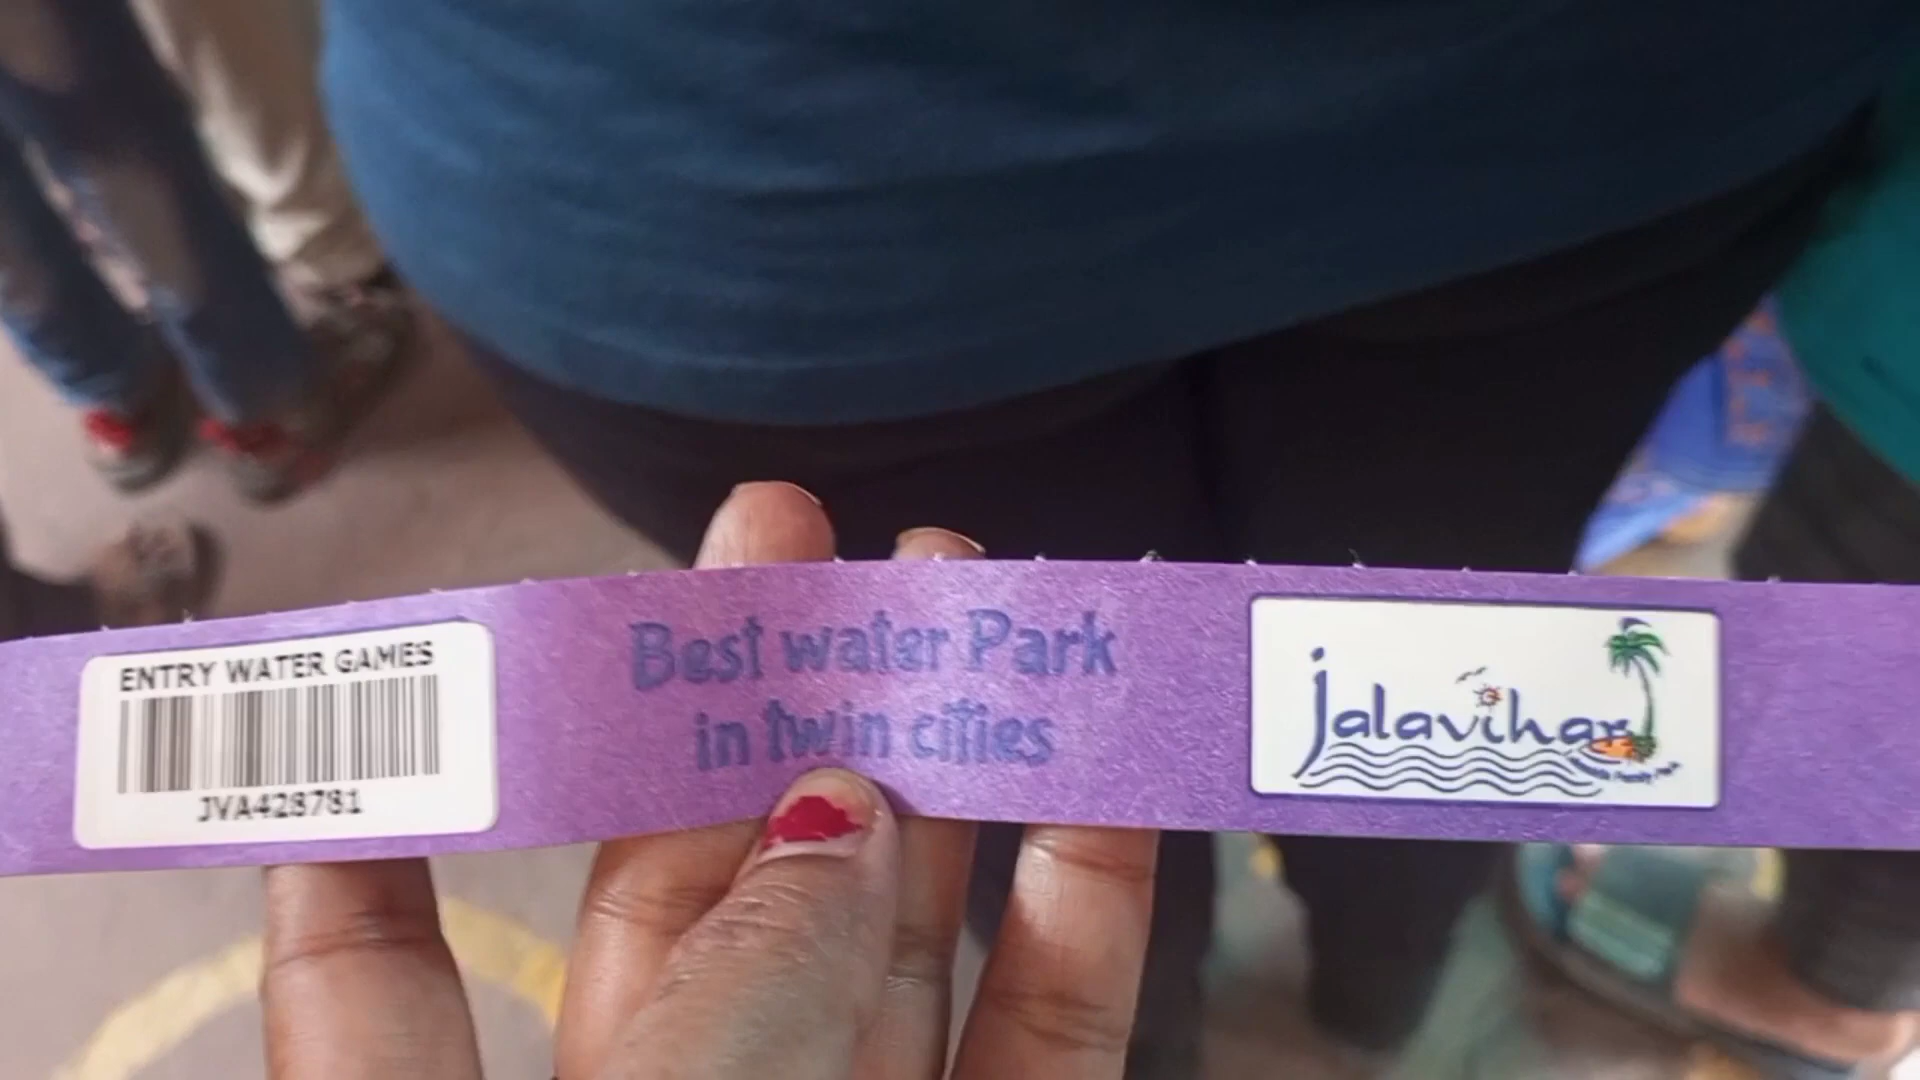 ENTRY WATER GAMES
JVA428781
Best water Park
in twin cities
jalavihar